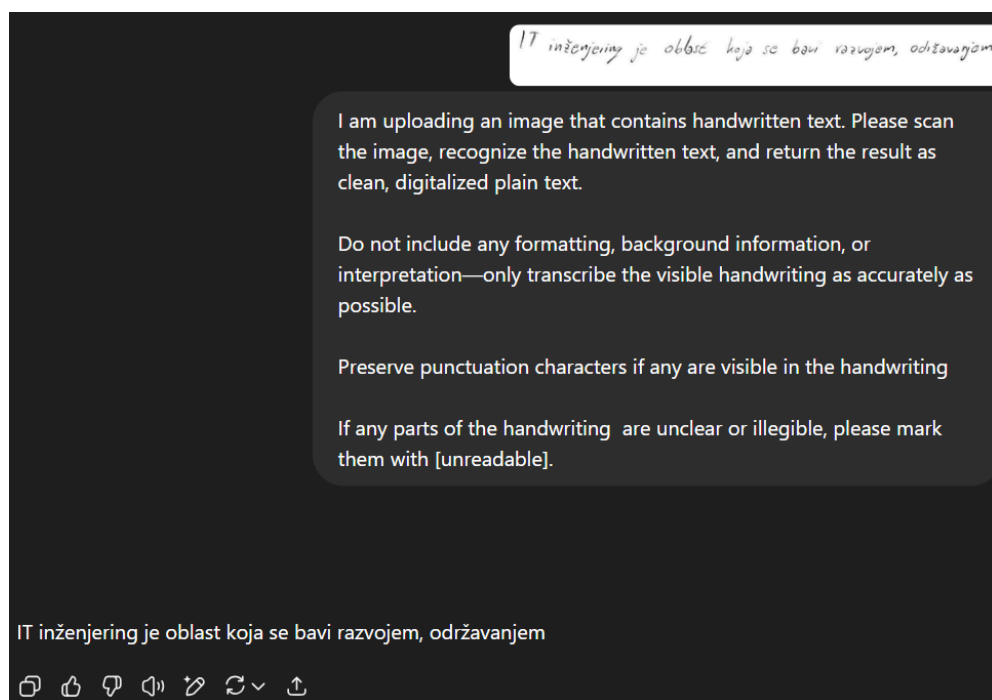 IT inženjering je oblast koja se bavi razvojem, održavanjem
I am uploading an image that contains handwritten text. Please scan
the image, recognize the handwritten text, and return the result as
clean, digitalized plain text.
Do not include any formatting, background information, or
interpretation—only transcribe the visible handwriting as accurately as
possible.
Preserve punctuation characters if any are visible in the handwriting
If any parts of the handwriting  are unclear or illegible, please mark
them with [unreadable].
IT inženjering je oblast koja se bavi razvojem, održavanjem